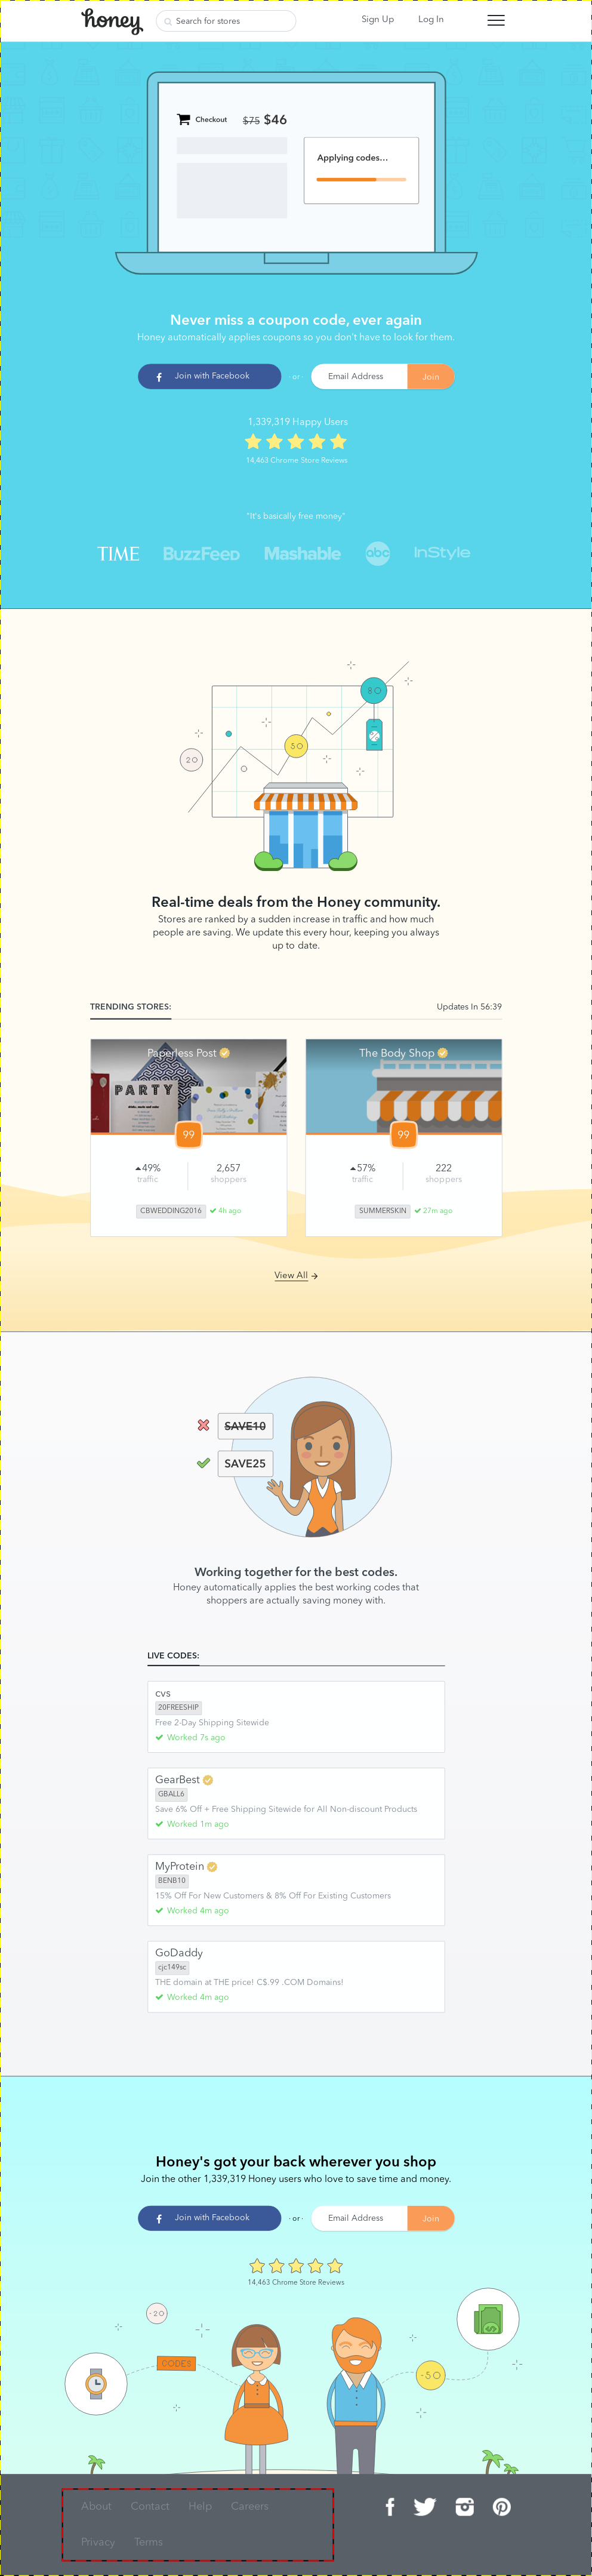 honey
Search for stores
Sign Up
Log In
Checkout $75 $46
Applying codes...
Never miss a coupon code, ever again
Honey automatically applies coupons so you don't have to look for them.
Join with Facebook
· or ·
Email Address
Join
1,339,319 Happy Users
14,463 Chrome Store Reviews
"It's basically free money"
TIME BuzzFeed Mashable abc InStyle
80
50
20
Real-time deals from the Honey community.
Stores are ranked by a sudden increase in traffic and how much
people are saving. We update this every hour, keeping you always
up to date.
TRENDING STORES:
Updates In 56:39
Paperless Post
PARTY
99
49%
traffic
2,657
shoppers
CBWEDDING2016
4h ago
The Body Shop
99
57%
traffic
222
shoppers
SUMMERSKIN
27m ago
View All
SAVE10
SAVE25
Working together for the best codes.
Honey automatically applies the best working codes that
shoppers are actually saving money with.
LIVE CODES:
CVS
20FREESHIP
Free 2-Day Shipping Sitewide
Worked 7s ago
GearBest
GBALL6
Save 6% Off + Free Shipping Sitewide for All Non-discount Products
Worked 1m ago
MyProtein
BENB10
15% Off For New Customers & 8% Off For Existing Customers
Worked 4m ago
GoDaddy
cjc149sc
THE domain at THE price! C$.99 .COM Domains!
Worked 4m ago
Honey's got your back wherever you shop
Join the other 1,339,319 Honey users who love to save time and money.
Join with Facebook
· or ·
Email Address
Join
14,463 Chrome Store Reviews
-20
CODES
-50
About Contact Help Careers
Privacy Terms